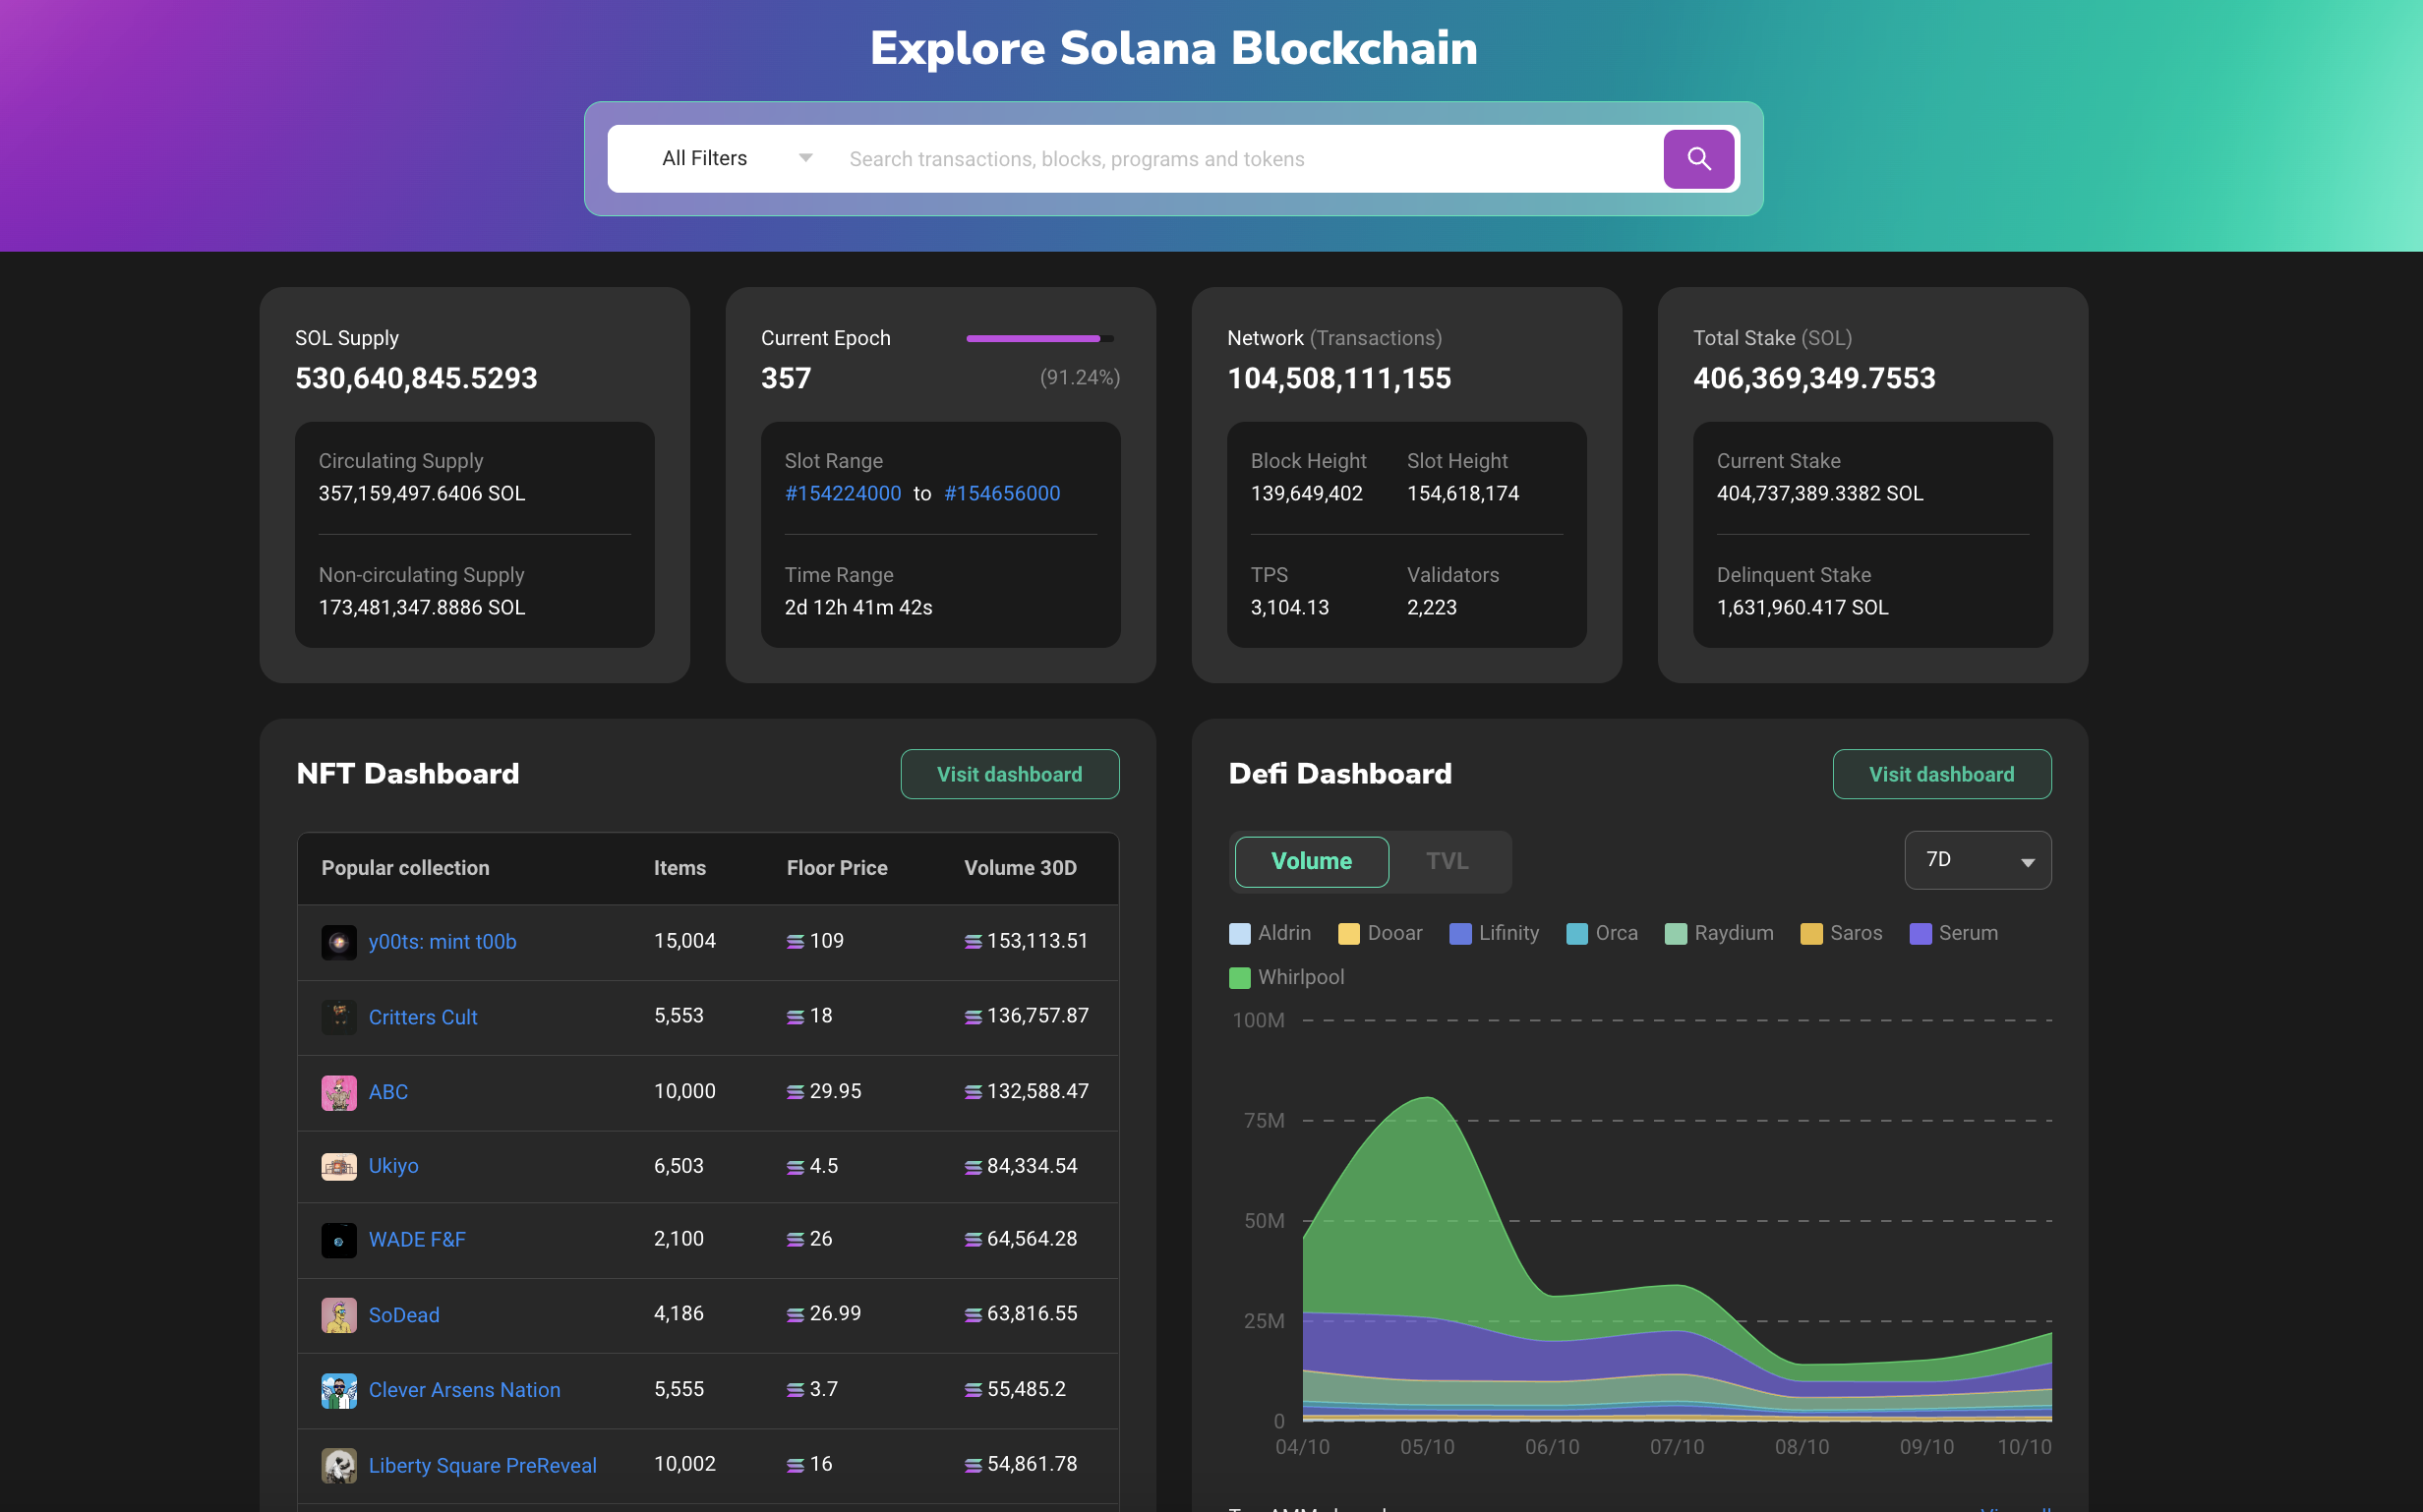 Explore Solana Blockchain
All Filters Search transactions, blocks, programs and tokens
SOL Supply
530,640,845.5293
Circulating Supply
357,159,497.6406 SOL
Non-circulating Supply
173,481,347.8886 SOL
Current Epoch
357 (91.24%)
Slot Range
#154224000 to #154656000
Time Range
2d 12h 41m 42s
Network (Transactions)
104,508,111,155
Block Height Slot Height
139,649,402 154,618,174
TPS Validators
3,104.13 2,223
Total Stake (SOL)
406,369,349.7553
Current Stake
404,737,389.3382 SOL
Delinquent Stake
1,631,960.417 SOL
NFT Dashboard Visit dashboard
Popular collection Items Floor Price Volume 30D
y00ts: mint t00b 15,004 109 153,113.51
Critters Cult 5,553 18 136,757.87
ABC 10,000 29.95 132,588.47
Ukiyo 6,503 4.5 84,334.54
WADE F&F 2,100 26 64,564.28
SoDead 4,186 26.99 63,816.55
Clever Arsens Nation 5,555 3.7 55,485.2
Liberty Square PreReveal 10,002 16 54,861.78
Defi Dashboard Visit dashboard
Volume TVL 7D
Aldrin Dooar Lifinity Orca Raydium Saros Serum
Whirlpool
100M
75M
50M
25M
0
04/10 05/10 06/10 07/10 08/10 09/10 10/10